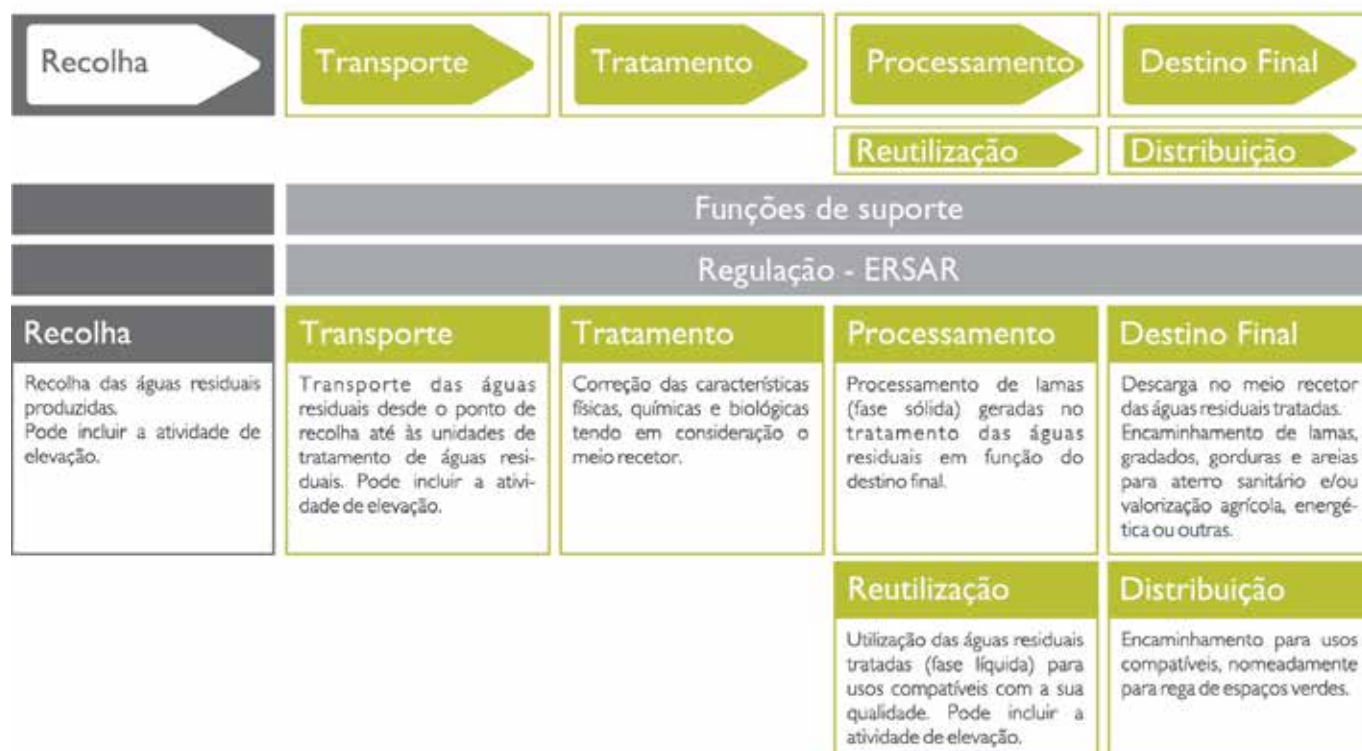 Recolha
Transporte
Tratamento
Processamento
Destino Final
Reutilização
Distribuição
Funções de suporte
Regulação - ERSAR
Recolha
Recolha das águas residuais
produzidas.
Pode incluir a atividade de
elevação.
Transporte
Transporte das águas
residuais desde o ponto de
recolha até às unidades de
tratamento de águas resi-
duais. Pode incluir a ativi-
dade de elevação.
Tratamento
Correção das características
físicas, químicas e biológicas
tendo em consideração o
meio recetor.
Processamento
Processamento de lamas
(fase sólida) geradas no
tratamento das águas
residuais em função do
destino final.
Destino Final
Descarga no meio recetor
das águas residuais tratadas.
Encaminhamento de lamas,
gradados, gorduras e areias
para aterro sanitário e/ou
valorização agrícola, energé-
tica ou outras.
Reutilização
Utilização das águas residuais
tratadas (fase líquida) para
usos compatíveis com a sua
qualidade. Pode incluir a
atividade de elevação.
Distribuição
Encaminhamento para usos
compatíveis, nomeadamente
para rega de espaços verdes.